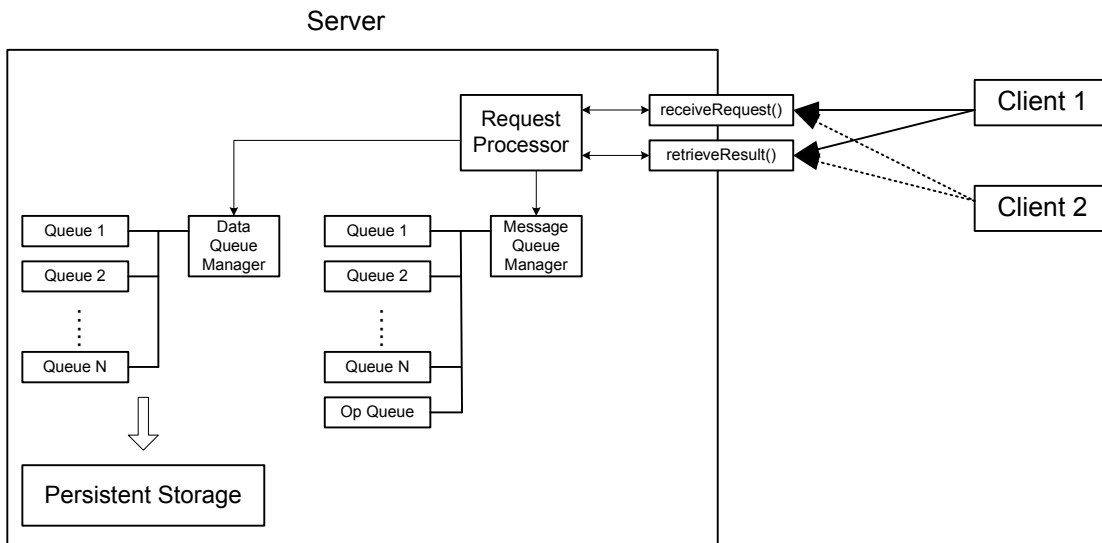 Server
receiveRequest()
Client 1
Request
Processor
retrieveResult()
Client 2
Queue 1
Data
Queue
Manager
Queue 2
Queue N
Queue 1
Message
Queue
Manager
Queue 2
Queue N
Op Queue
Persistent Storage